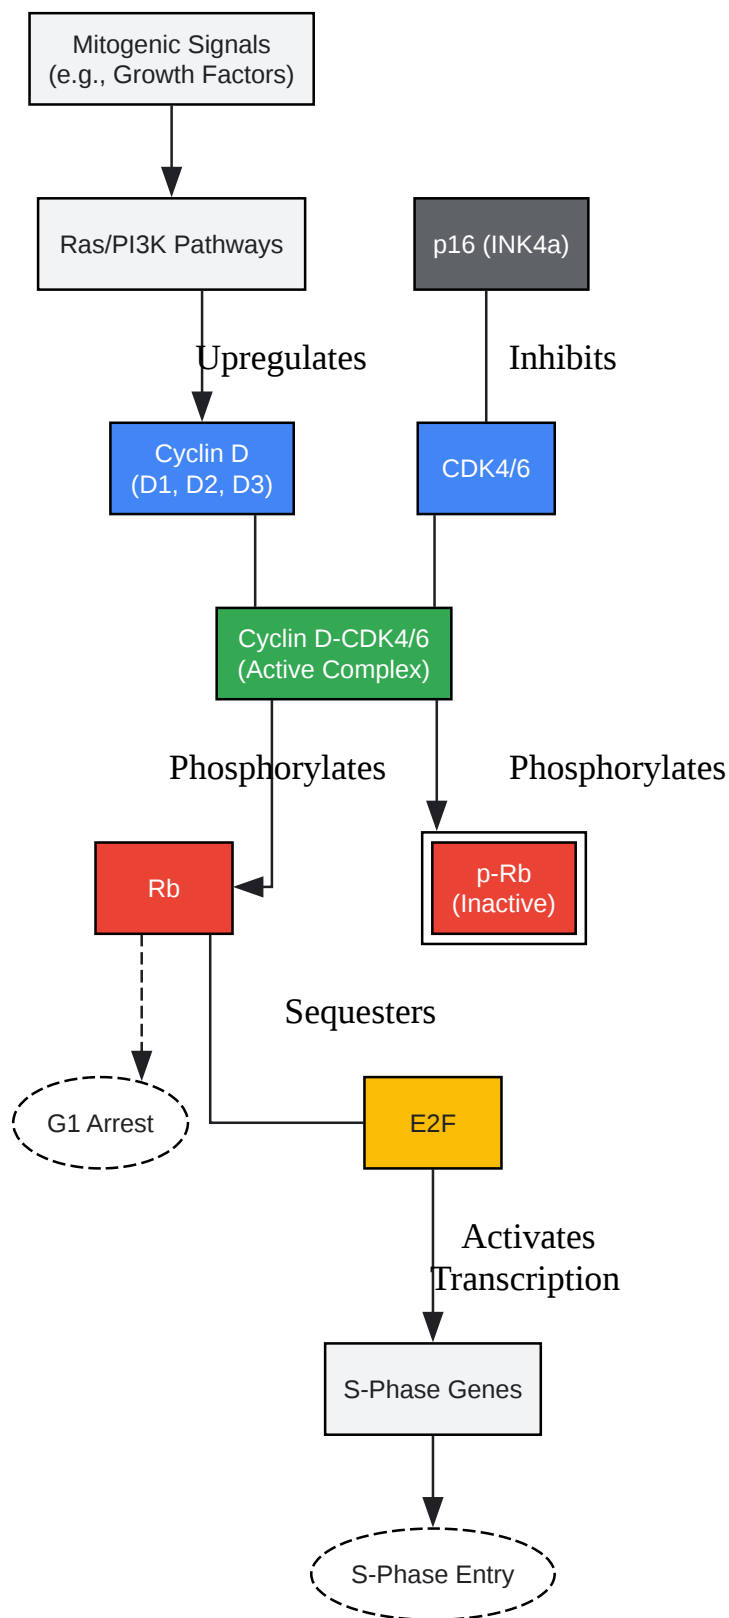 Mitogenic Signals
(e.g., Growth Factors)
Ras/PI3K Pathways
p16 (INK4a)
Upregulates
Inhibits
Cyclin D
(D1, D2, D3)
CDK4/6
Cyclin D-CDK4/6
(Active Complex)
Phosphorylates
Phosphorylates
Rb
p-Rb
(Inactive)
Sequesters
G1 Arrest
E2F
Activates
Transcription
S-Phase Genes
S-Phase Entry